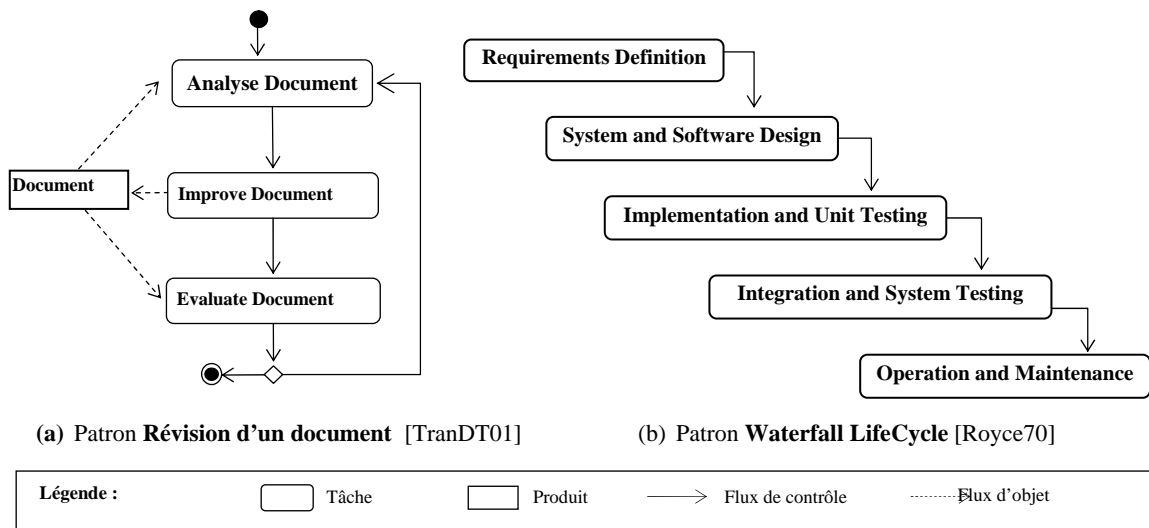 Analyse Document
Document
Improve Document
Evaluate Document
Requirements Definition
System and Software Design
Implementation and Unit Testing
Integration and System Testing
Operation and Maintenance
(a) Patron Révision d’un document [TranDT01]
(b) Patron Waterfall LifeCycle [Royce70]
Légende : Tâche Produit Flux de contrôle Flux d’objet